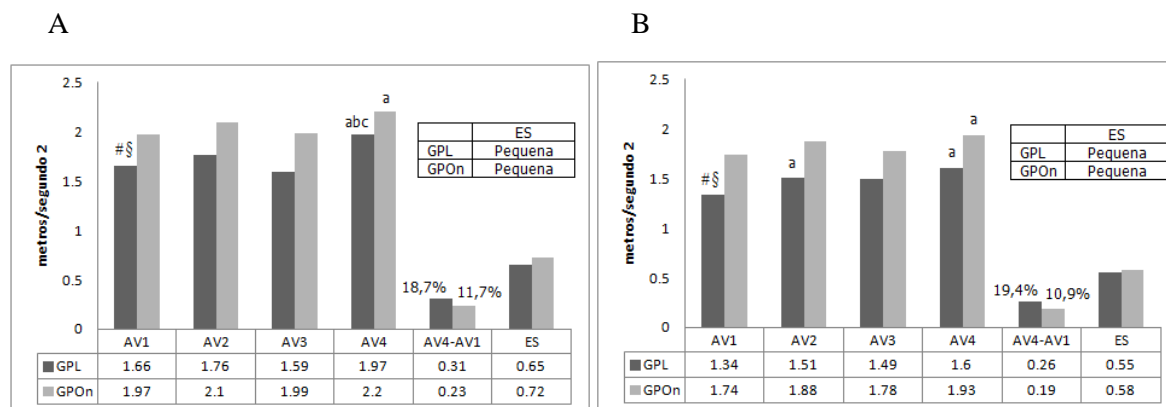 A
B
2.5
2
1.5
1
0.5
0
metros/segundo 2
#§
abc
a
18,7%
11,7%
ES
GPL Pequena
GPOn Pequena
AV1 AV2 AV3 AV4 AV4-AV1 ES
GPL 1.66 1.76 1.59 1.97 0.31 0.65
GPOn 1.97 2.1 1.99 2.2 0.23 0.72
2.5
2
1.5
1
0.5
0
metros/segundo 2
#§
a
a
a
19,4%
10,9%
ES
GPL Pequena
GPOn Pequena
AV1 AV2 AV3 AV4 AV4-AV1 ES
GPL 1.34 1.51 1.49 1.6 0.26 0.55
GPOn 1.74 1.88 1.78 1.93 0.19 0.58